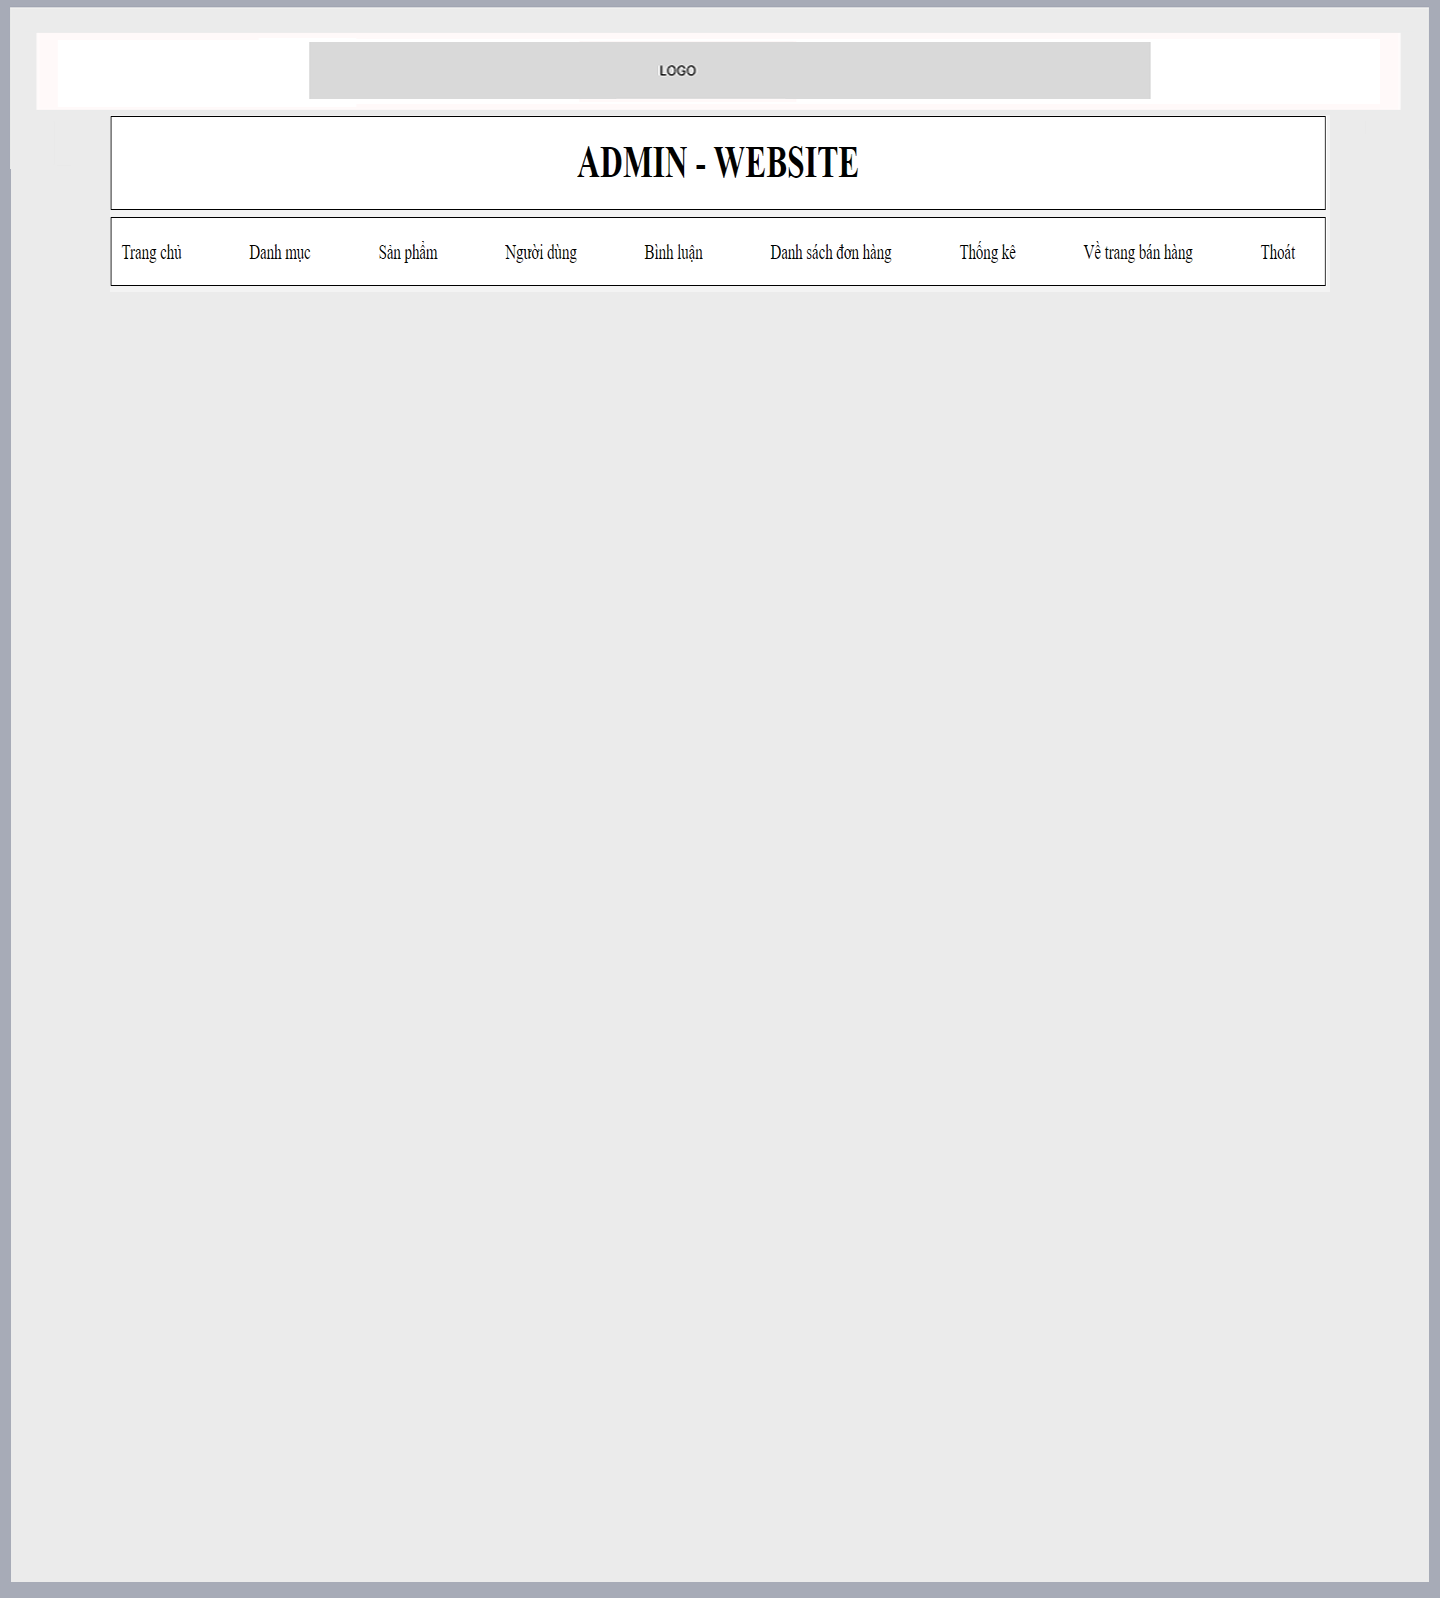 LOGO
ADMIN - WEBSITE
Trang chủ Danh mục Sản phẩm Người dùng Bình luận Danh sách đơn hàng Thống kê Về trang bán hàng Thoát